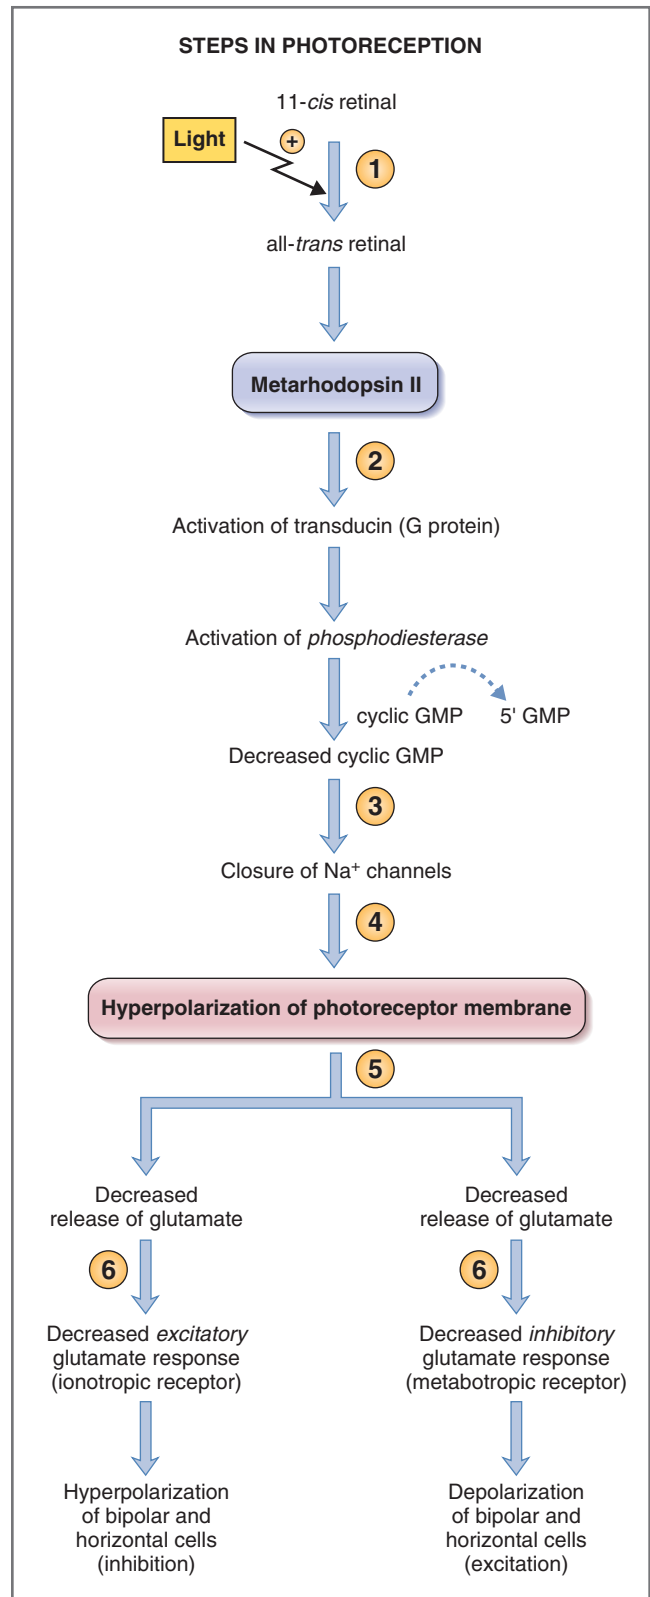 STEPS IN PHOTORECEPTION
11-cis retinal
Light
+
1
all-trans retinal
Metarhodopsin II
2
Activation of transducin (G protein)
Activation of phosphodiesterase
cyclic GMP
5' GMP
Decreased cyclic GMP
3
Closure of Na⁺ channels
4
Hyperpolarization of photoreceptor membrane
5
Decreased
release of glutamate
6
Decreased excitatory
glutamate response
(ionotropic receptor)
Hyperpolarization
of bipolar and
horizontal cells
(inhibition)
Decreased
release of glutamate
6
Decreased inhibitory
glutamate response
(metabotropic receptor)
Depolarization
of bipolar and
horizontal cells
(excitation)